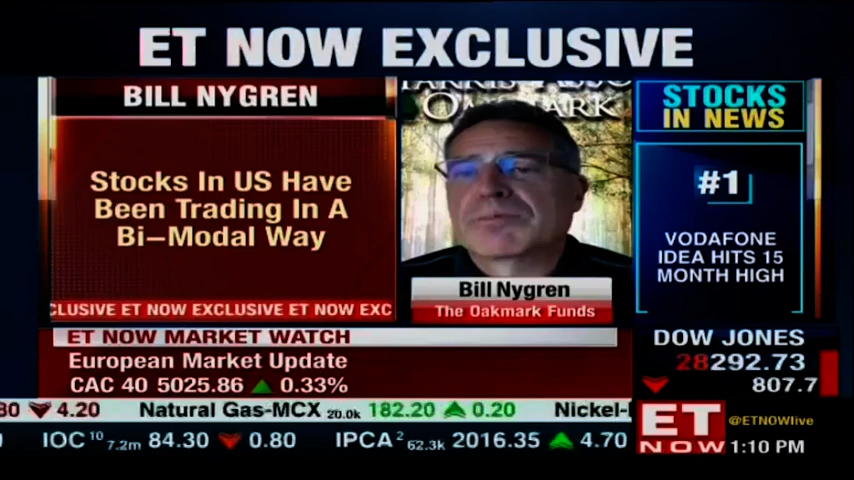 ET NOW EXCLUSIVE
BILL NYGREN
Stocks In US Have
Been Trading In A
Bi-Modal Way
CLUSIVE ET NOW EXCLUSIVE ET NOW EXC
OAKMARK
Bill Nygren
The Oakmark Funds
STOCKS
IN NEWS
#1
VODAFONE
IDEA HITS 15
MONTH HIGH
ET NOW MARKET WATCH
European Market Update
CAC 40 5025.86 0.33%
DOW JONES
28292.73
807.7
30 4.20 Natural Gas-MCX 20.0k 182.20 0.20 Nickel-
IOC 10 7.2m 84.30 0.80 IPCA 2 62.3k 2016.35 4.70
ET
NOW
@ETNOWlive
1:10 PM